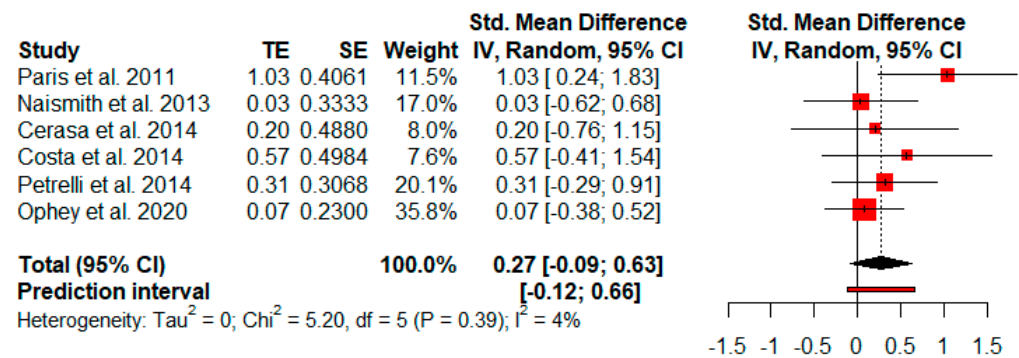 Std. Mean Difference Std. Mean Difference
Study TE SE Weight IV, Random, 95% CI IV, Random, 95% CI
Paris et al. 2011 1.03 0.4061 11.5% 1.03 [ 0.24; 1.83]
Naismith et al. 2013 0.03 0.3333 17.0% 0.03 [-0.62; 0.68]
Cerasa et al. 2014 0.20 0.4880 8.0% 0.20 [-0.76; 1.15]
Costa et al. 2014 0.57 0.4984 7.6% 0.57 [-0.41; 1.54]
Petrelli et al. 2014 0.31 0.3068 20.1% 0.31 [-0.29; 0.91]
Ophey et al. 2020 0.07 0.2300 35.8% 0.07 [-0.38; 0.52]
Total (95% CI) 100.0% 0.27 [-0.09; 0.63]
Prediction interval [-0.12; 0.66]
Heterogeneity: Tau² = 0; Chi² = 5.20, df = 5 (P = 0.39); I² = 4%
-1.5 -1 -0.5 0 0.5 1 1.5